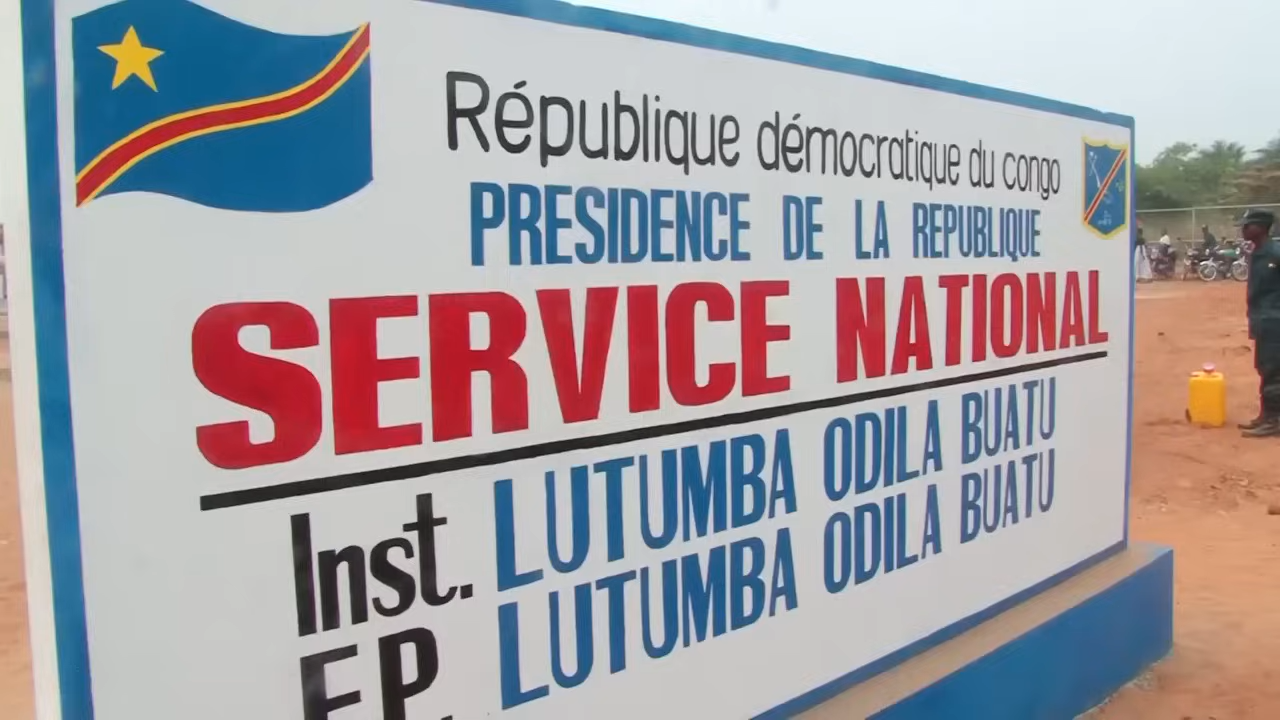 République démocratique du congo
PRESIDENCE DE LA REPUBLIQUE
SERVICE NATIONAL
Inst. LUTUMBA ODILA BUATU
E.P. LUTUMBA ODILA BUATU